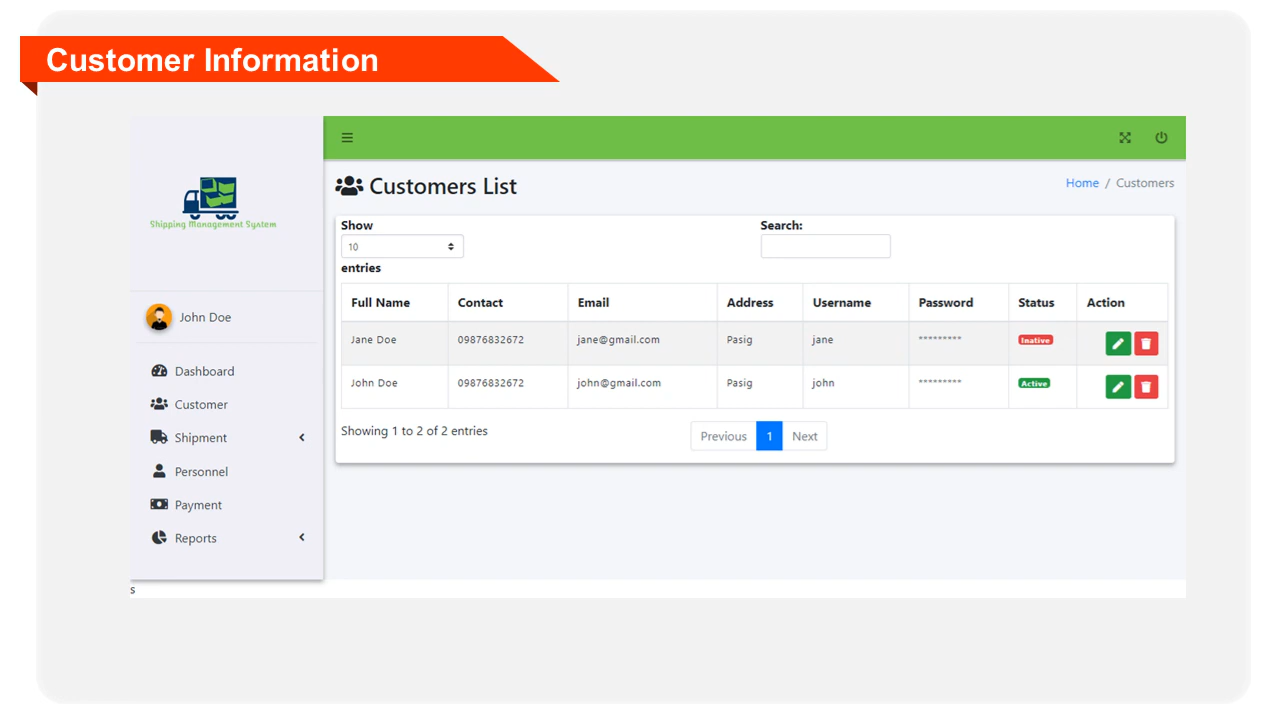 Customer Information
Shipping Management System
John Doe
Dashboard
Customer
Shipment
Personnel
Payment
Reports
s
Customers List
Home / Customers
Show
10
entries
Search:
Full Name Contact Email Address Username Password Status Action
Jane Doe 09876832672 jane@gmail.com Pasig jane ********* Inative
John Doe 09876832672 john@gmail.com Pasig john ********* Active
Showing 1 to 2 of 2 entries
Previous 1 Next